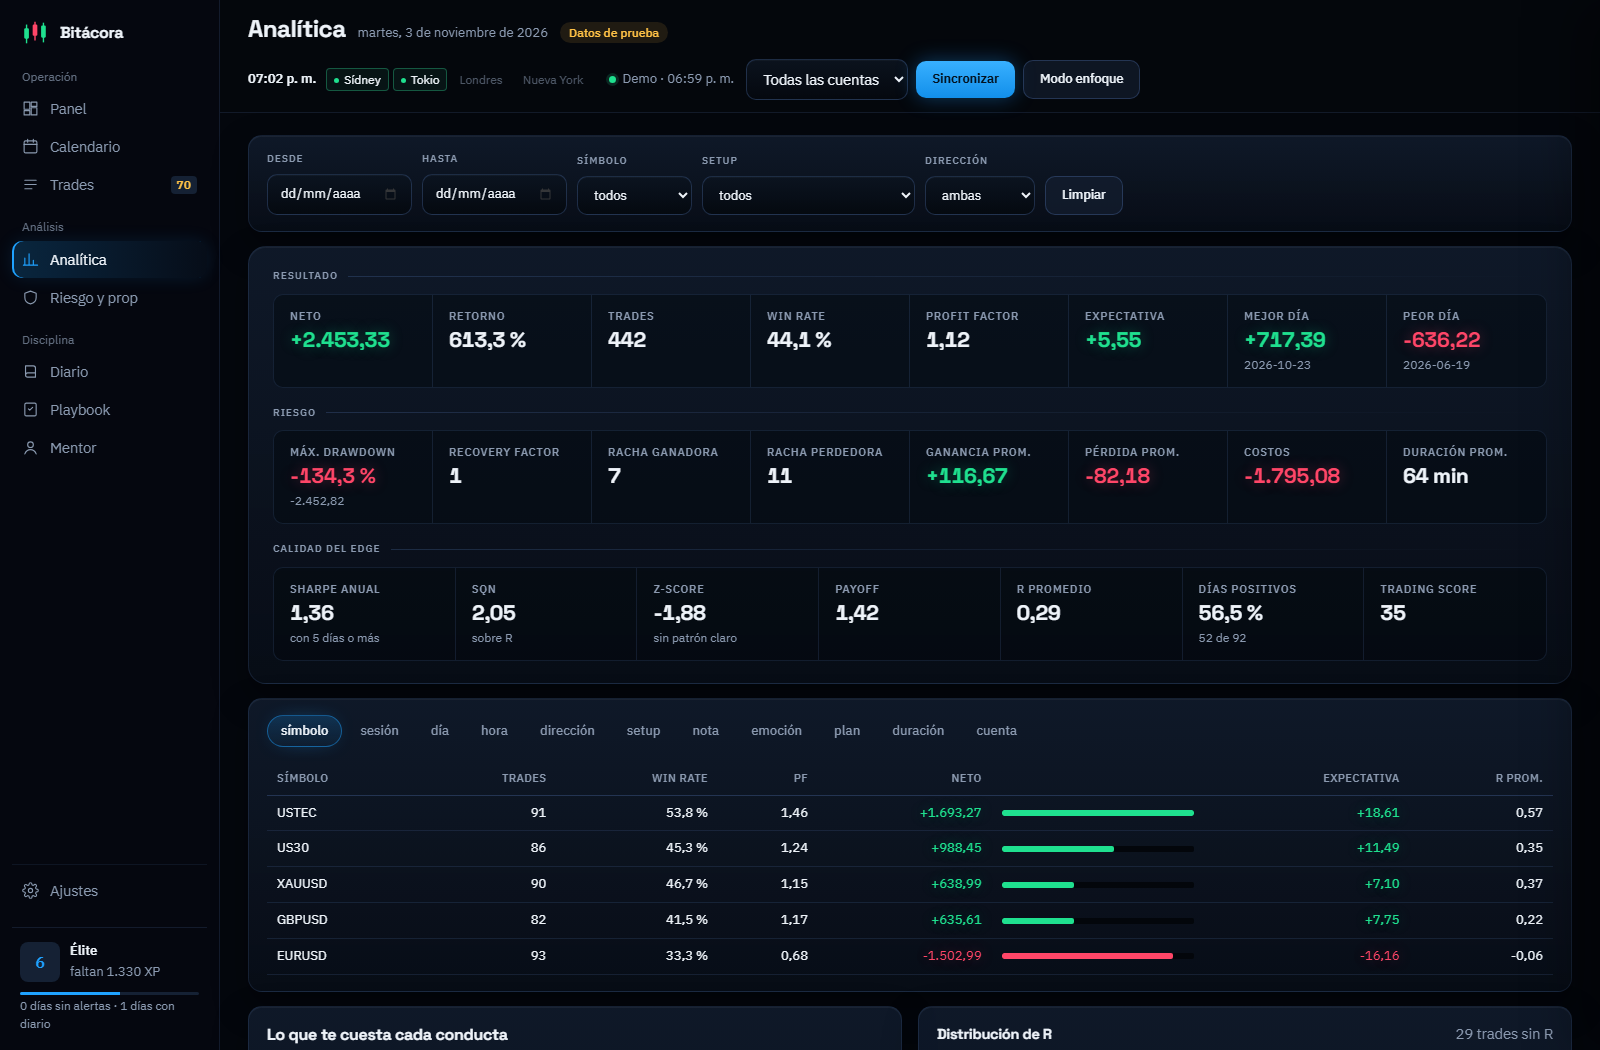 Bitácora
Operación
Panel
Calendario
Trades 70
Análisis
Analítica
Riesgo y prop
Disciplina
Diario
Playbook
Mentor
Ajustes
6 Élite
faltan 1.330 XP
0 días sin alertas · 1 días con
diario
Analítica martes, 3 de noviembre de 2026 Datos de prueba
07:02 p. m. Sídney Tokio Londres Nueva York Demo · 06:59 p. m. Todas las cuentas Sincronizar Modo enfoque
DESDE HASTA SÍMBOLO SETUP DIRECCIÓN
dd/mm/aaaa dd/mm/aaaa todos todos ambas Limpiar
RESULTADO
NETO RETORNO TRADES WIN RATE PROFIT FACTOR EXPECTATIVA MEJOR DÍA PEOR DÍA
+2.453,33 613,3 % 442 44,1 % 1,12 +5,55 +717,39 -636,22
2026-10-23 2026-06-19
RIESGO
MÁX. DRAWDOWN RECOVERY FACTOR RACHA GANADORA RACHA PERDEDORA GANANCIA PROM. PÉRDIDA PROM. COSTOS DURACIÓN PROM.
-134,3 % 1 7 11 +116,67 -82,18 -1.795,08 64 min
-2.452,82
CALIDAD DEL EDGE
SHARPE ANUAL SQN Z-SCORE PAYOFF R PROMEDIO DÍAS POSITIVOS TRADING SCORE
1,36 2,05 -1,88 1,42 0,29 56,5 % 35
con 5 días o más sobre R sin patrón claro 52 de 92
símbolo sesión día hora dirección setup nota emoción plan duración cuenta
SÍMBOLO TRADES WIN RATE PF NETO EXPECTATIVA R PROM.
USTEC 91 53,8 % 1,46 +1.693,27 +18,61 0,57
US30 86 45,3 % 1,24 +988,45 +11,49 0,35
XAUUSD 90 46,7 % 1,15 +638,99 +7,10 0,37
GBPUSD 82 41,5 % 1,17 +635,61 +7,75 0,22
EURUSD 93 33,3 % 0,68 -1.502,99 -16,16 -0,06
Lo que te cuesta cada conducta
Distribución de R 29 trades sin R